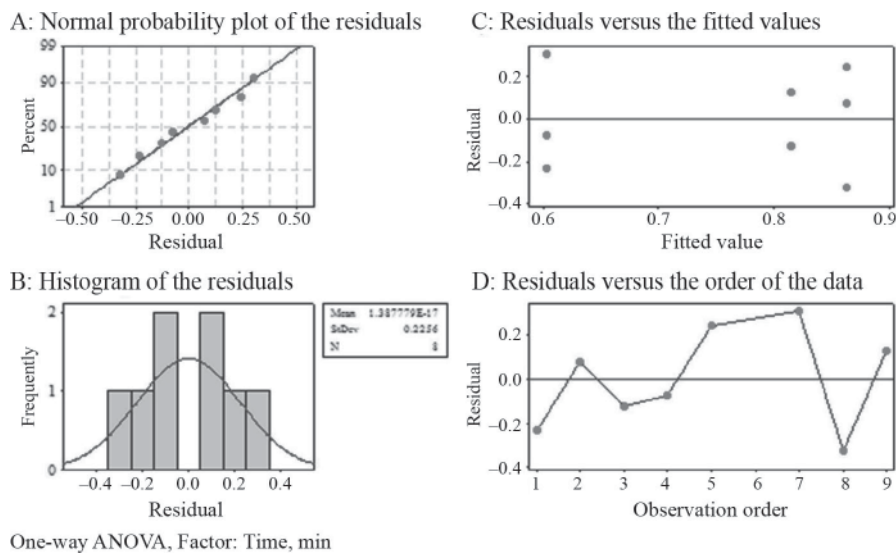 A: Normal probability plot of the residuals
99
90
50
10
1
Percent
−0.50 −0.25 0.00 0.25 0.50
Residual
C: Residuals versus the fitted values
0.2
0.0
−0.2
−0.4
Residual
0.6 0.7 0.8 0.9
Fitted value
B: Histogram of the residuals
2
1
0
Frequently
−0.4 −0.2 0.0 0.2 0.4
Residual
Mean 1.387779E-17
StDev 0.2256
N 8
D: Residuals versus the order of the data
0.2
0.0
−0.2
−0.4
Residual
1 2 3 4 5 6 7 8 9
Observation order
One-way ANOVA, Factor: Time, min